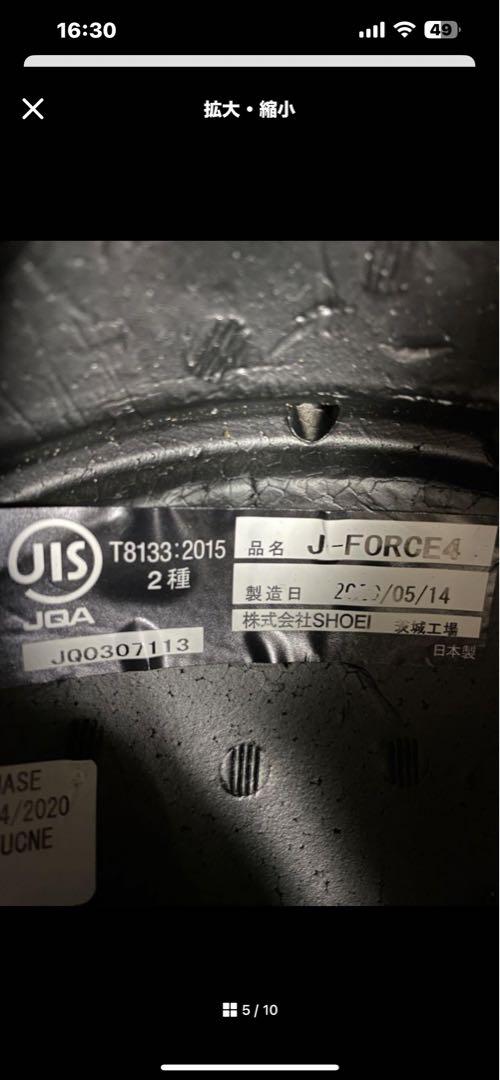 16:30
49
拡大・縮小
JIS
JQA
T8133:2015
2種
JQ0307113
品名 J-FORCE4
製造日 /05/14
株式会社SHOEI 茨城工場
日本製
4/2020
5 / 10